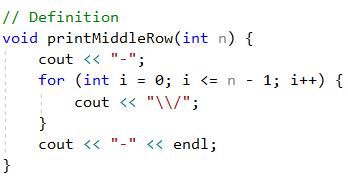 // Definition
void printMiddleRow(int n) {
    cout << "-";
    for (int i = 0; i <= n - 1; i++) {
        cout << "\\/";
    }
    cout << "-" << endl;
}